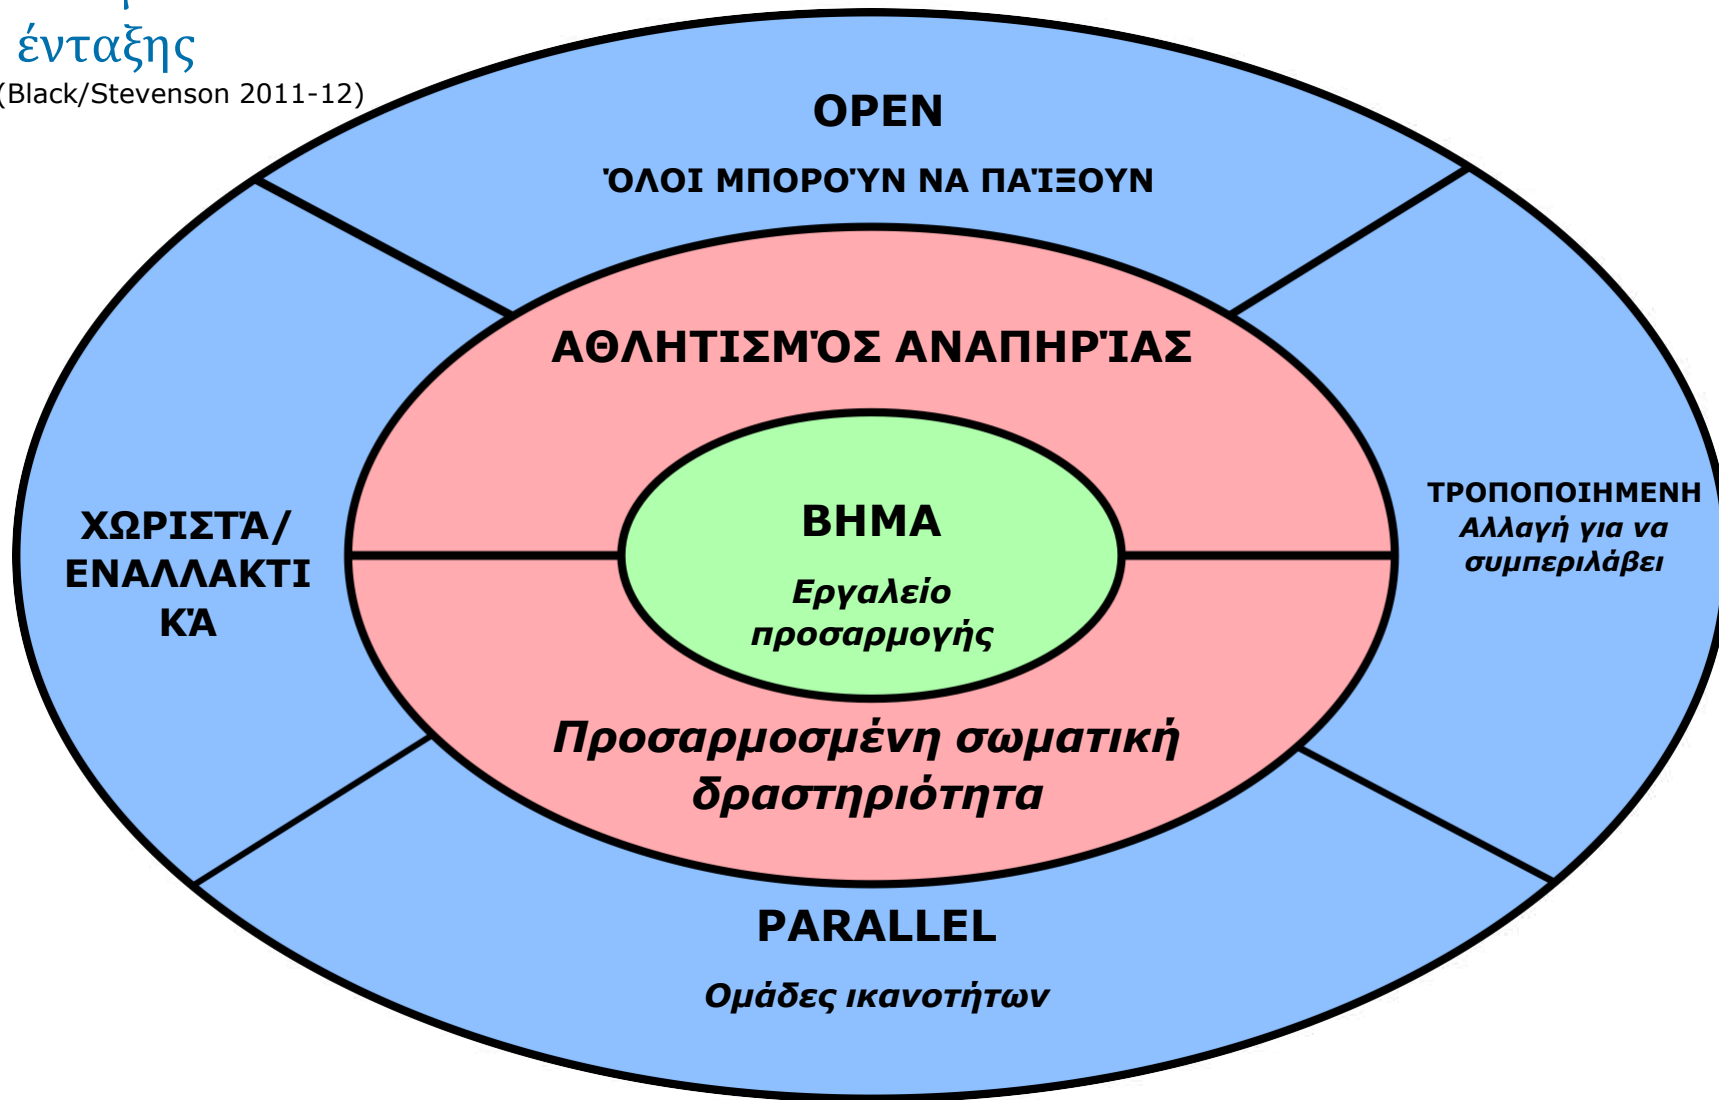 ένταξης
(Black/Stevenson 2011-12)
OPEN
ΌΛΟΙ ΜΠΟΡΟΎΝ ΝΑ ΠΑΊΞΟΥΝ
ΑΘΛΗΤΙΣΜΌΣ ΑΝΑΠΗΡΊΑΣ
ΧΩΡΙΣΤΆ/
ΕΝΑΛΛΑΚΤΙ
ΚΆ
ΒΗΜΑ
Εργαλείο
προσαρμογής
ΤΡΟΠΟΠΟΙΗΜΕΝΗ
Αλλαγή για να
συμπεριλάβει
Προσαρμοσμένη σωματική
δραστηριότητα
PARALLEL
Ομάδες ικανοτήτων